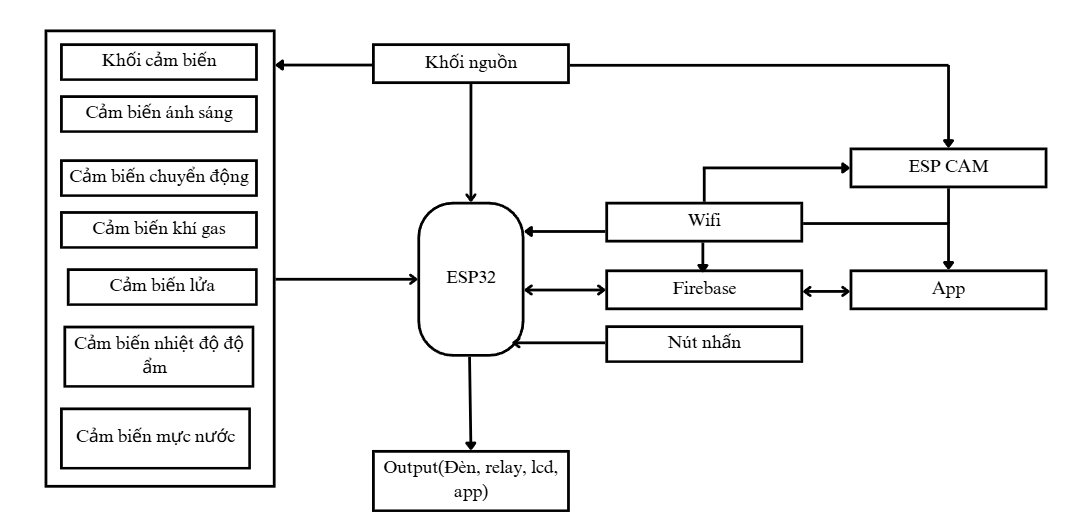 Khối cảm biến
Cảm biến ánh sáng
Cảm biến chuyển động
Cảm biến khí gas
Cảm biến lửa
Cảm biến nhiệt độ độ
ẩm
Cảm biến mực nước
Khối nguồn
ESP32
Output(Đèn, relay, lcd,
app)
Wifi
Firebase
Nút nhấn
ESP CAM
App